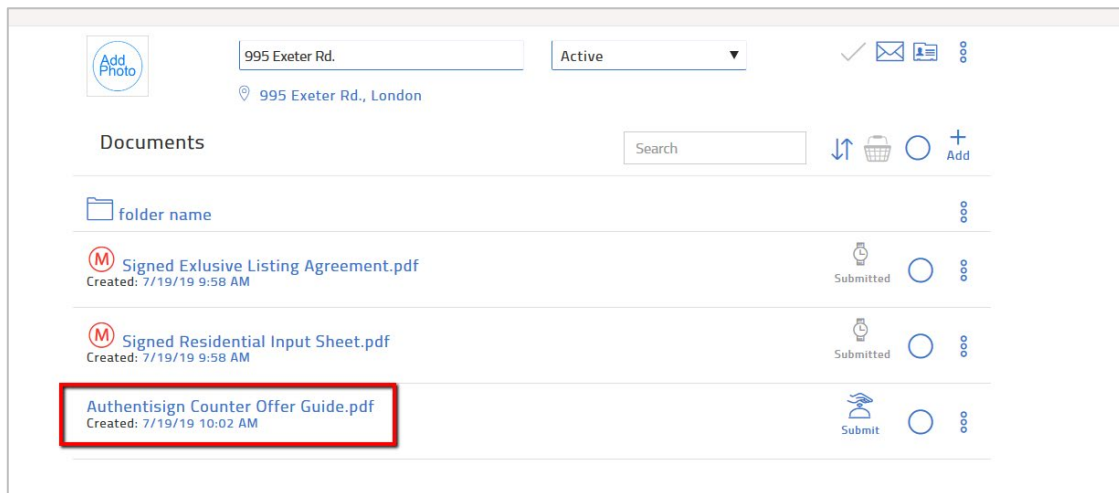 Add
Photo
995 Exeter Rd.
Active
995 Exeter Rd., London
Documents
Search
Add
folder name
M Signed Exlusive Listing Agreement.pdf
Created: 7/19/19 9:58 AM
Submitted
M Signed Residential Input Sheet.pdf
Created: 7/19/19 9:58 AM
Submitted
Authentisign Counter Offer Guide.pdf
Created: 7/19/19 10:02 AM
Submit